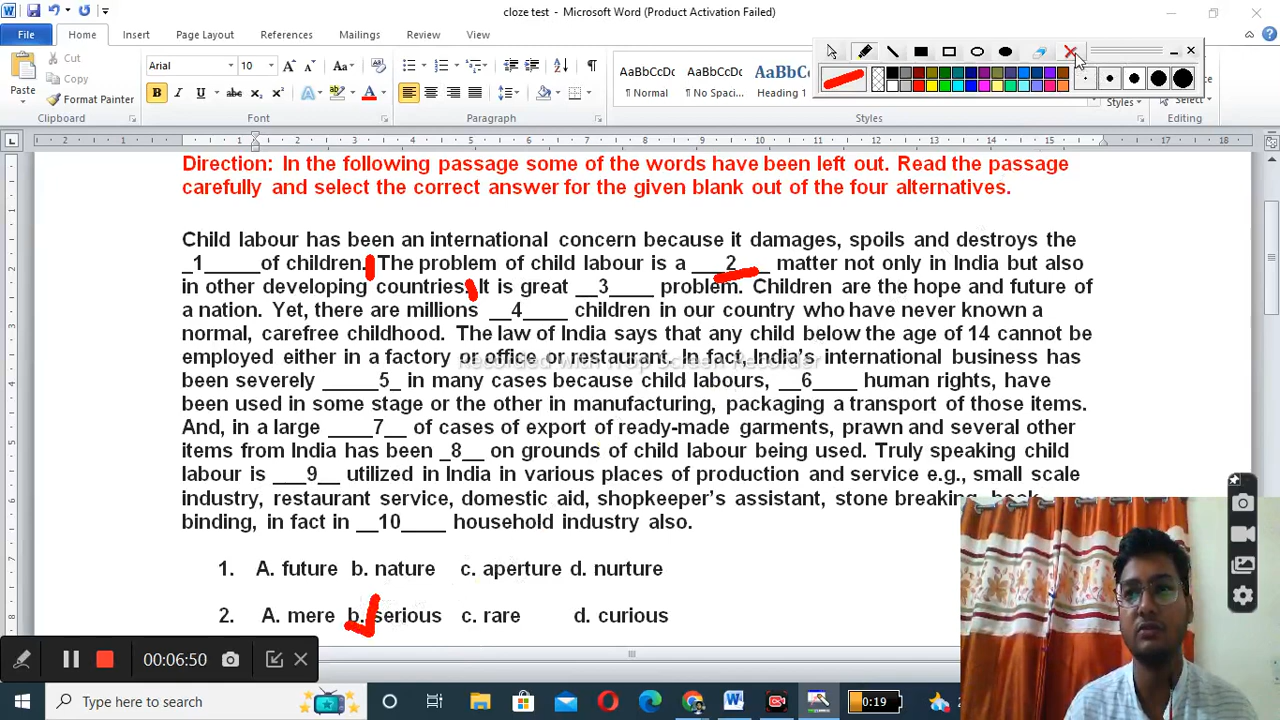 cloze test - Microsoft Word (Product Activation Failed)
File Home Insert Page Layout References Mailings Review View
Cut
Copy
Format Painter
Paste
Clipboard
Arial 10
B I U
Font
Paragraph
AaBbCcDc AaBbCcDc AaBbC
¶ Normal ¶ No Spaci...
Styles
Styles
Editing
Direction: In the following passage some of the words have been left out. Read the passage
carefully and select the correct answer for the given blank out of the four alternatives.
Child labour has been an international concern because it damages, spoils and destroys the
_1_____of children. The problem of child labour is a ___2___ matter not only in India but also
in other developing countries. It is great __3____ problem. Children are the hope and future of
a nation. Yet, there are millions __4____ children in our country who have never known a
normal, carefree childhood. The law of India says that any child below the age of 14 cannot be
employed either in a factory or office or restaurant. In fact, India's international business has
been severely _____5_ in many cases because child labours, __6____ human rights, have
been used in some stage or the other in manufacturing, packaging a transport of those items.
And, in a large ____7__ of cases of export of ready-made garments, prawn and several other
items from India has been _8__ on grounds of child labour being used. Truly speaking child
labour is ___9__ utilized in India in various places of production and service e.g., small scale
industry, restaurant service, domestic aid, shopkeeper's assistant, stone breaking, book
binding, in fact in __10____ household industry also.
1. A. future b. nature c. aperture d. nurture
2. A. mere b. serious c. rare d. curious
00:06:50
Type here to search
W
0:19